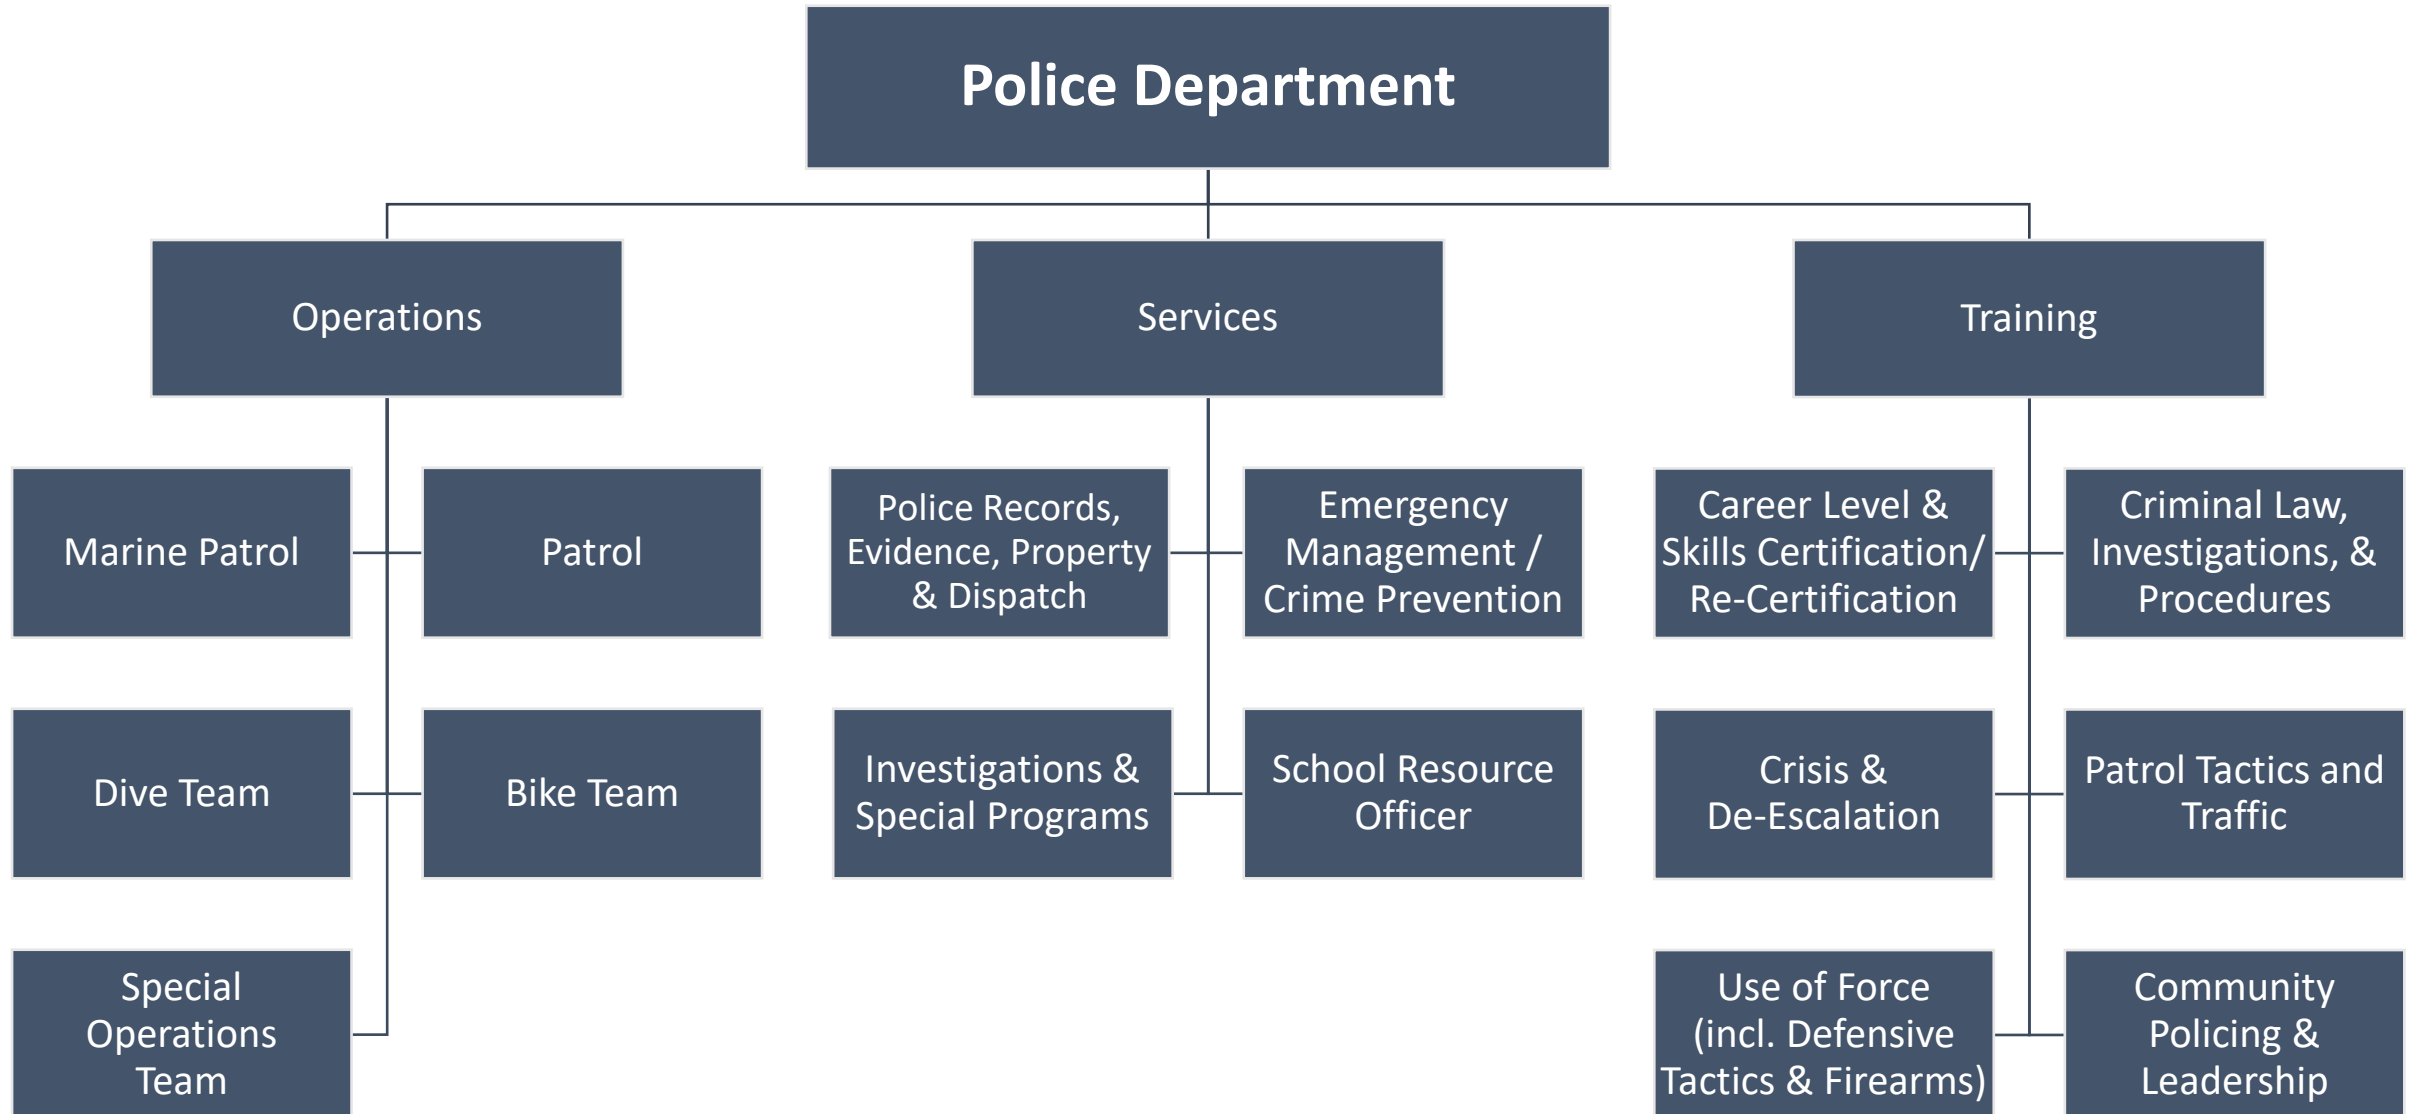 Police Department
Operations
Services
Training
Marine Patrol
Patrol
Police Records,
Evidence, Property
& Dispatch
Emergency
Management /
Crime Prevention
Career Level &
Skills Certification/
Re-Certification
Criminal Law,
Investigations, &
Procedures
Dive Team
Bike Team
Investigations &
Special Programs
School Resource
Officer
Crisis &
De-Escalation
Patrol Tactics and
Traffic
Special
Operations
Team
Use of Force
(incl. Defensive
Tactics & Firearms)
Community
Policing &
Leadership